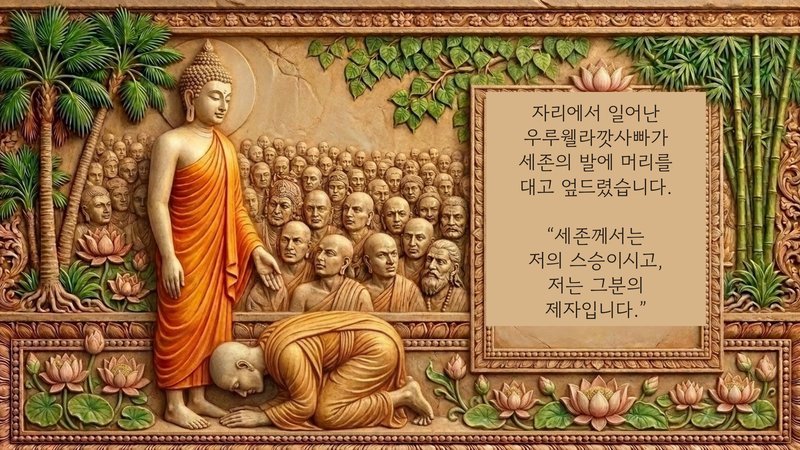 자리에서 일어난
우루웰라깟사빠가
세존의 발에 머리를
대고 엎드렸습니다.
“세존께서는
저의 스승이시고,
저는 그분의
제자입니다.”